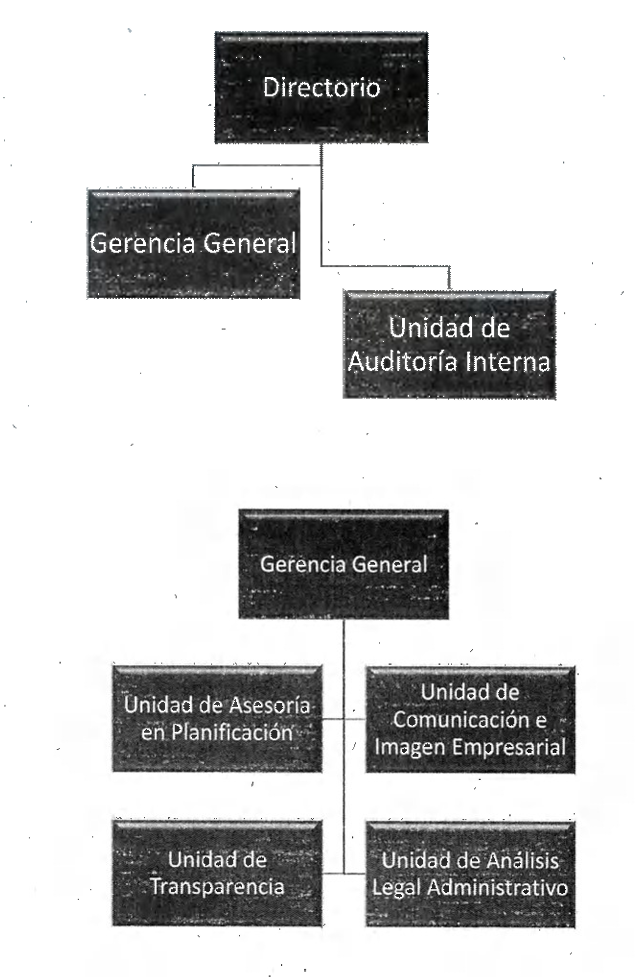 Directorio
Gerencia General
Unidad de
Auditoría Interna
Gerencia General
Unidad de Asesoría
en Planificación
Unidad de
Comunicación e
Imagen Empresarial
Unidad de
Transparencia
Unidad de Análisis
Legal Administrativo